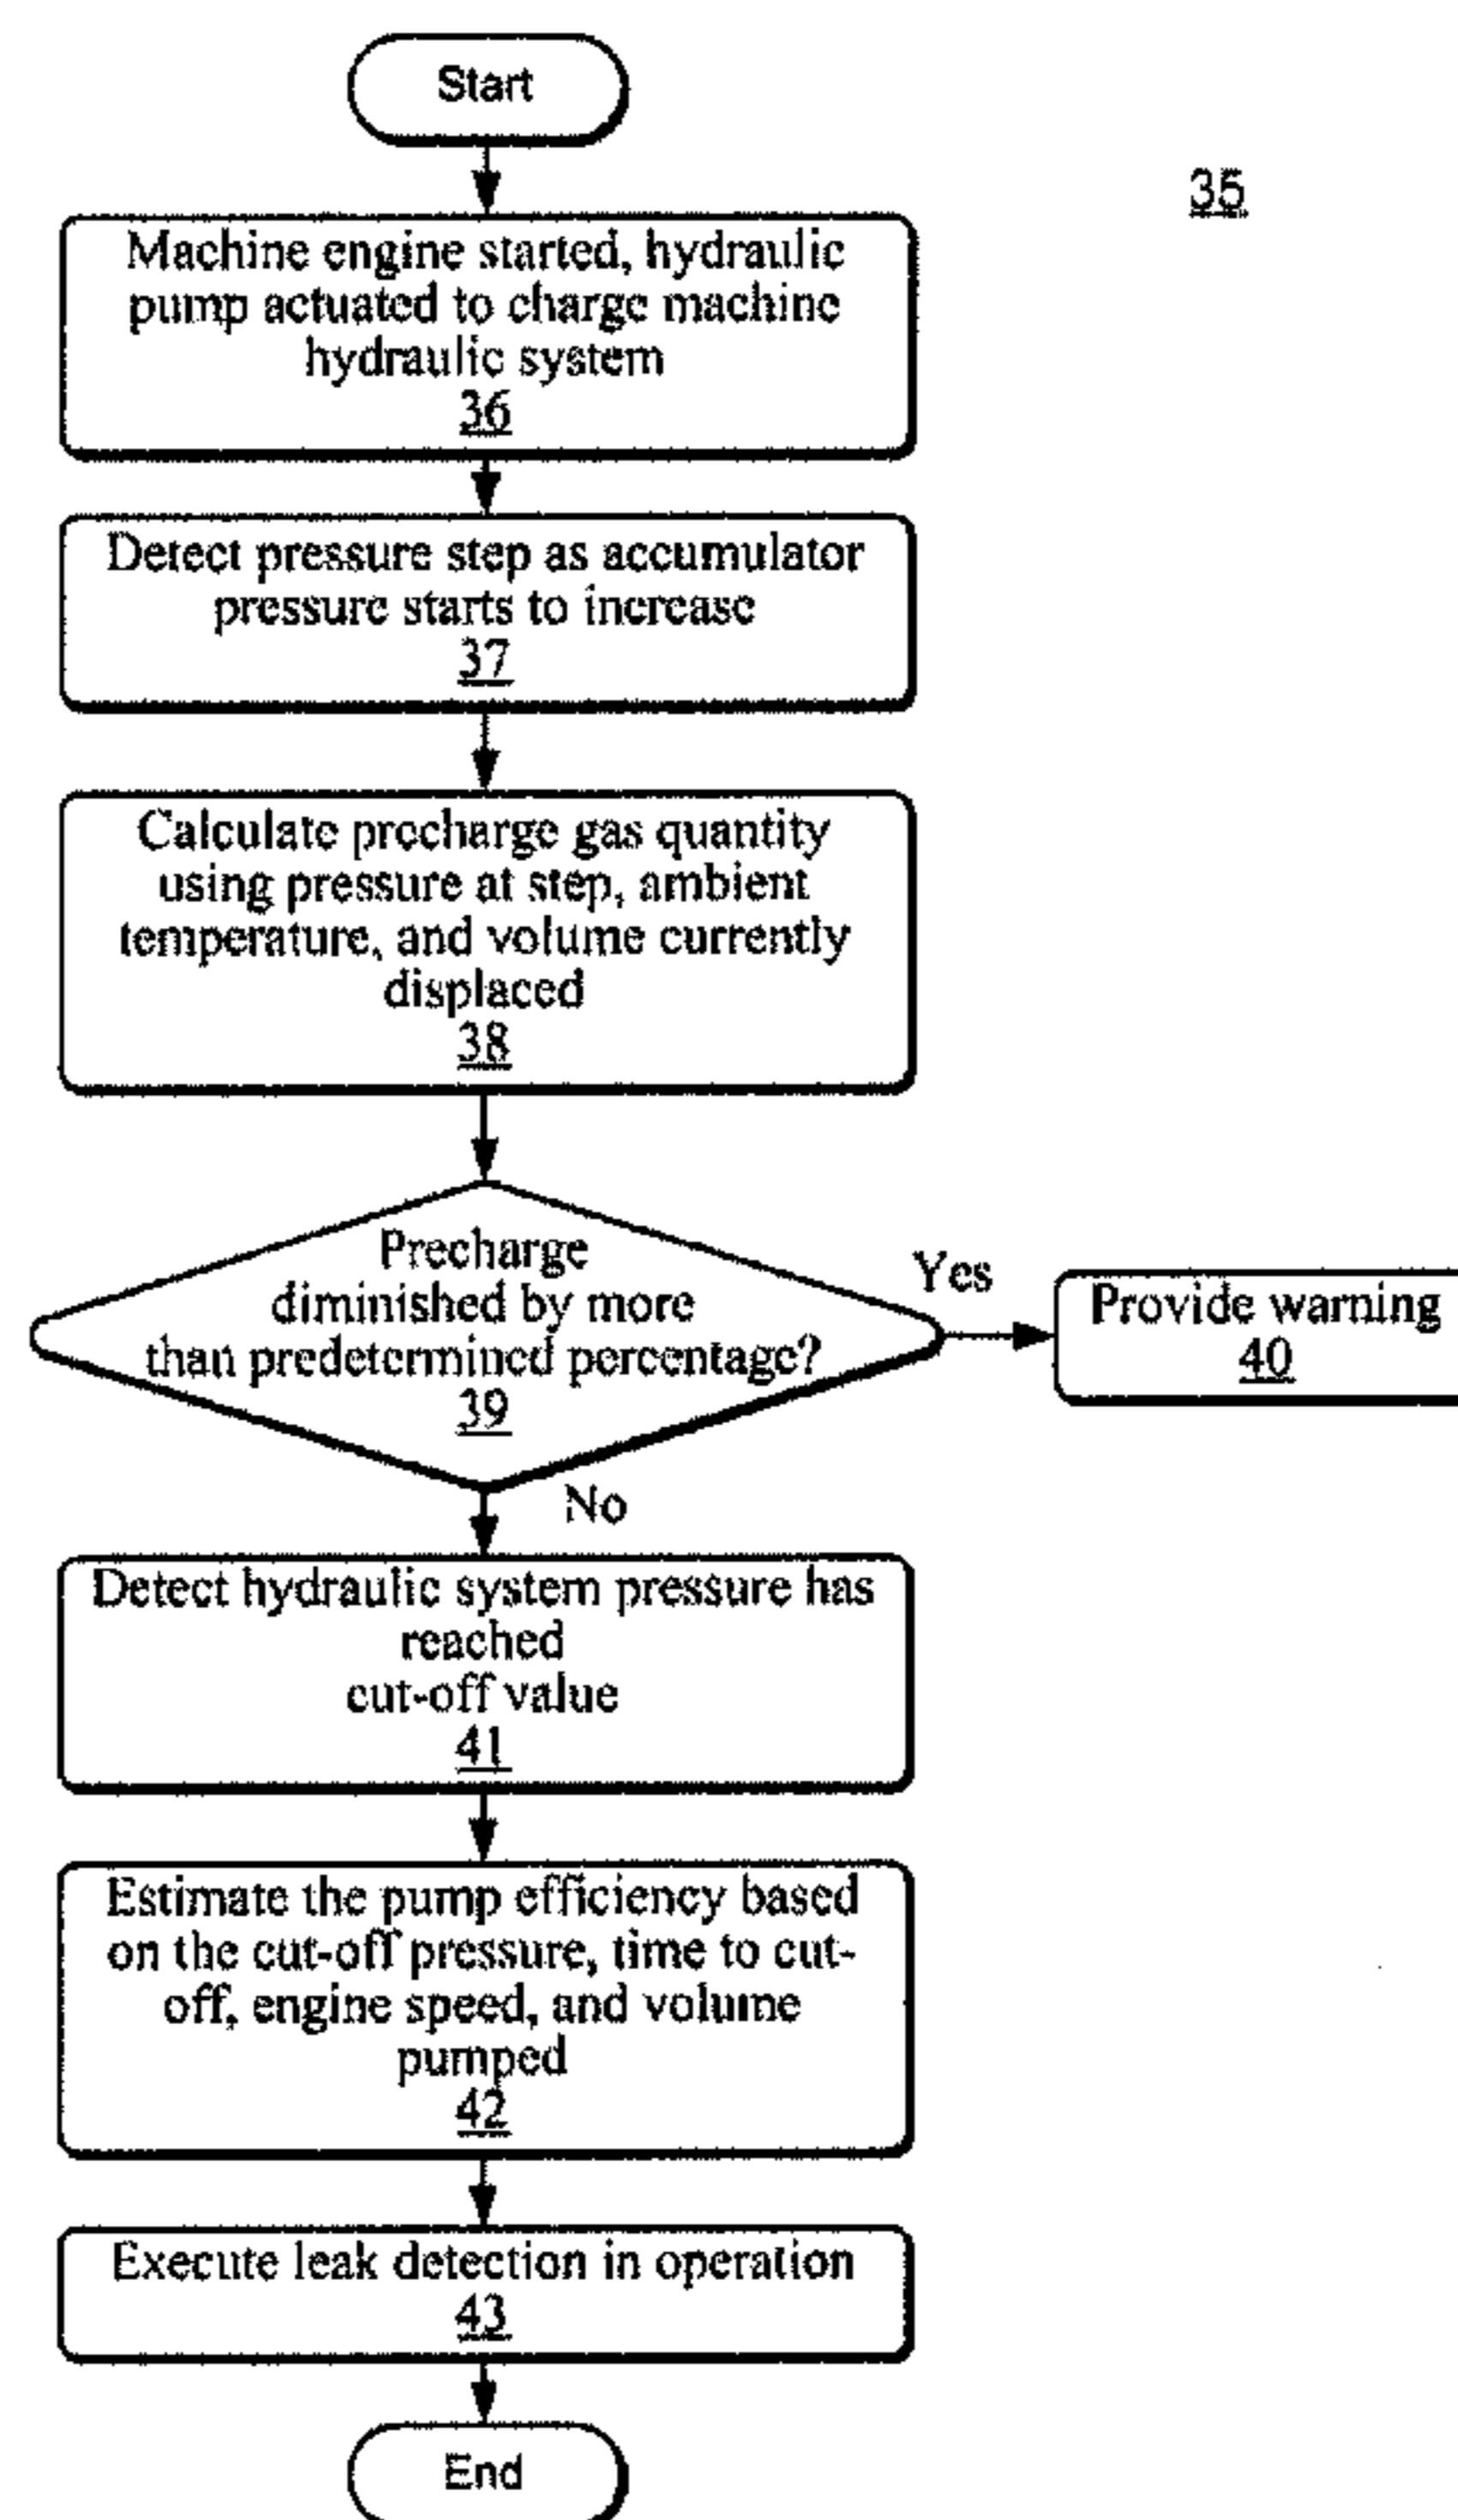 Start
35
Machine engine started, hydraulic
pump actuated to charge machine
hydraulic system
36
Detect pressure step as accumulator
pressure starts to increase
37
Calculate precharge gas quantity
using pressure at step, ambient
temperature, and volume currently
displaced
38
Precharge
diminished by more
than predetermined percentage?
39
Yes
Provide warning
40
No
Detect hydraulic system pressure has
reached
cut-off value
41
Estimate the pump efficiency based
on the cut-off pressure, time to cut-
off, engine speed, and volume
pumped
42
Execute leak detection in operation
43
End